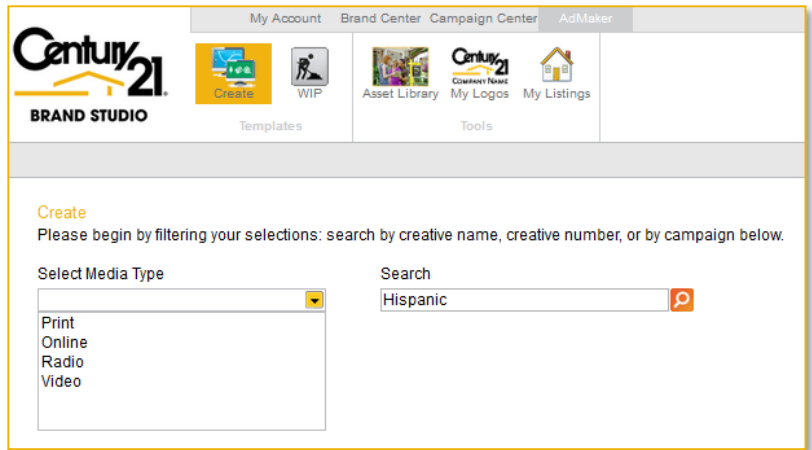 My Account Brand Center Campaign Center AdMaker
Century 21
BRAND STUDIO
Create WIP
Templates
Century 21
COMPANY NAME
Asset Library My Logos My Listings
Tools
Create
Please begin by filtering your selections: search by creative name, creative number, or by campaign below.
Select Media Type
Print
Online
Radio
Video
Search
Hispanic